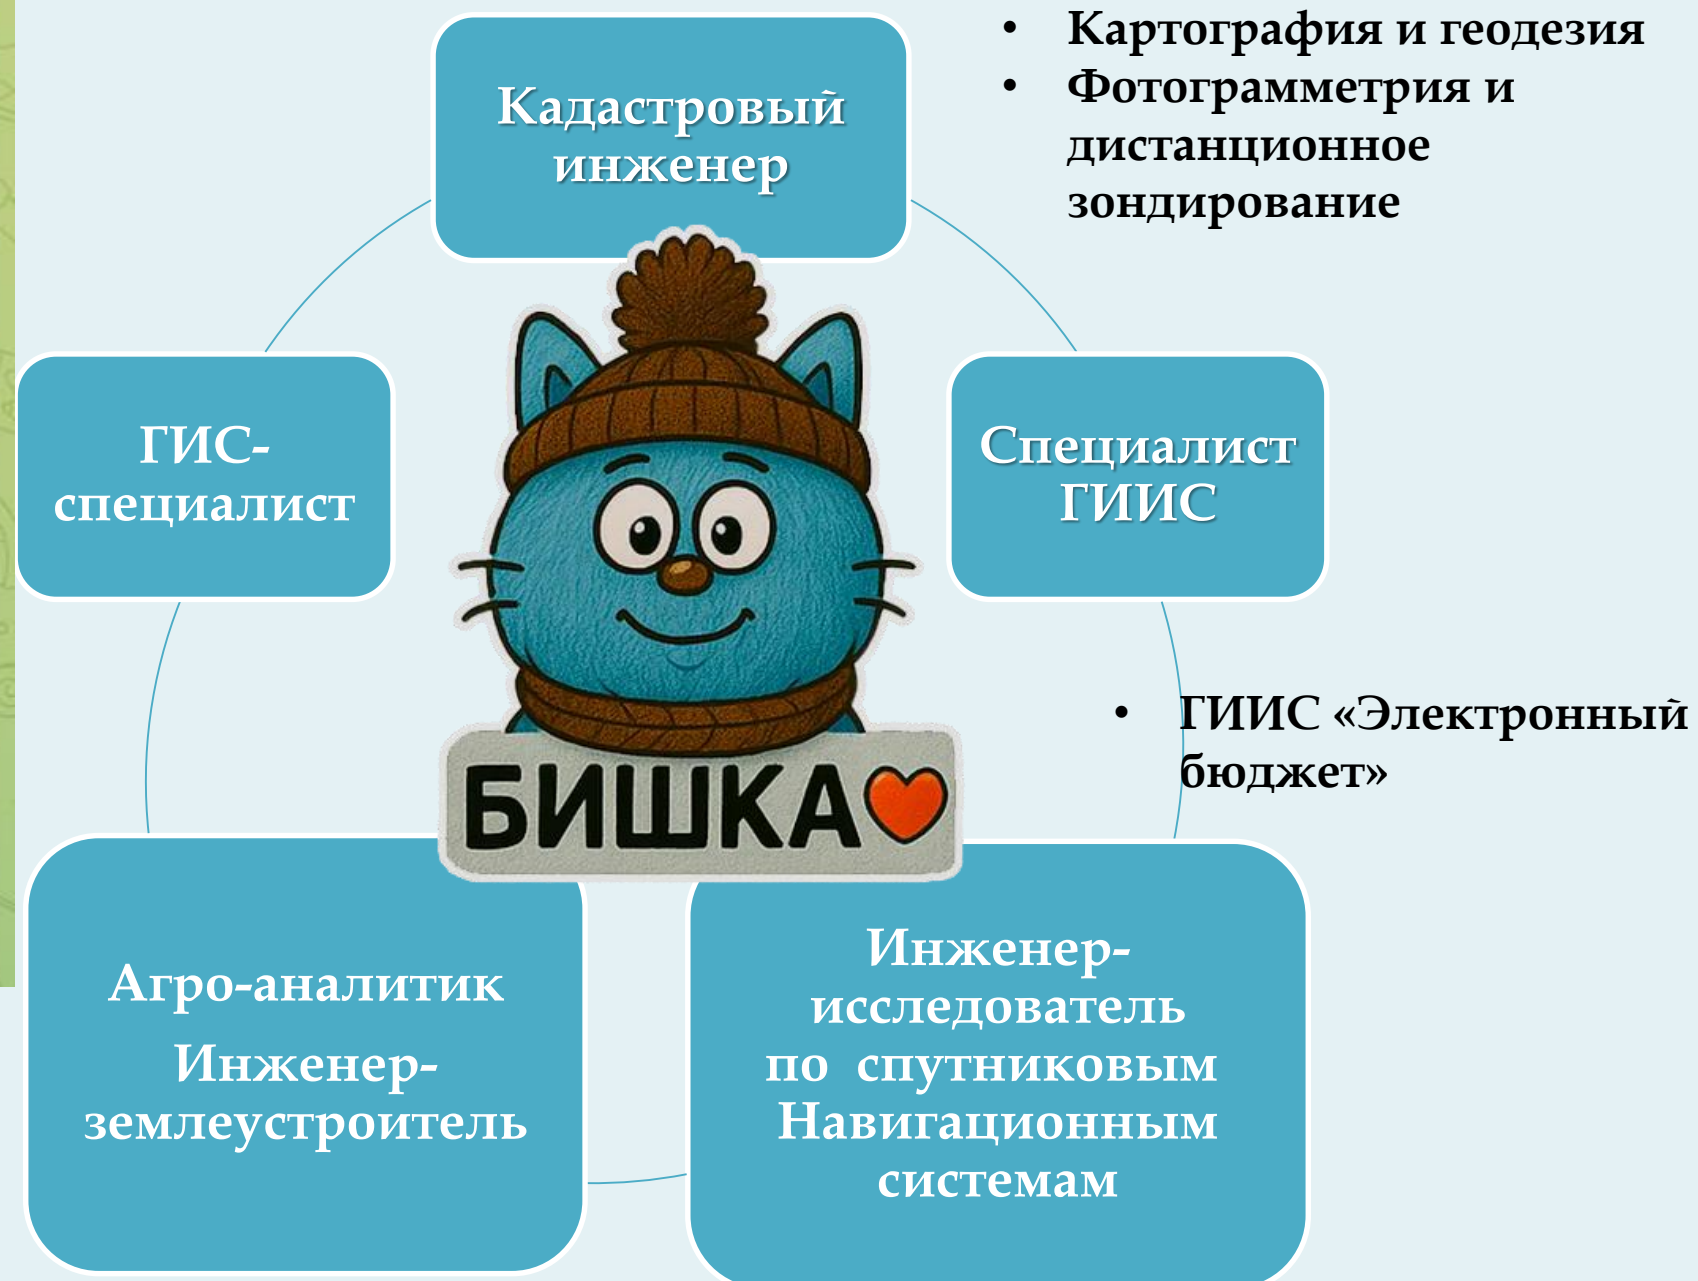 Кадастровый
инженер
• Картография и геодезия
• Фотограмметрия и
дистанционное
зондирование
ГИС-
специалист
Специалист
ГИИС
• ГИИС «Электронный
бюджет»
БИШКА
Агро-аналитик
Инженер-
землеустроитель
Инженер-
исследователь
по спутниковым
Навигационным
системам